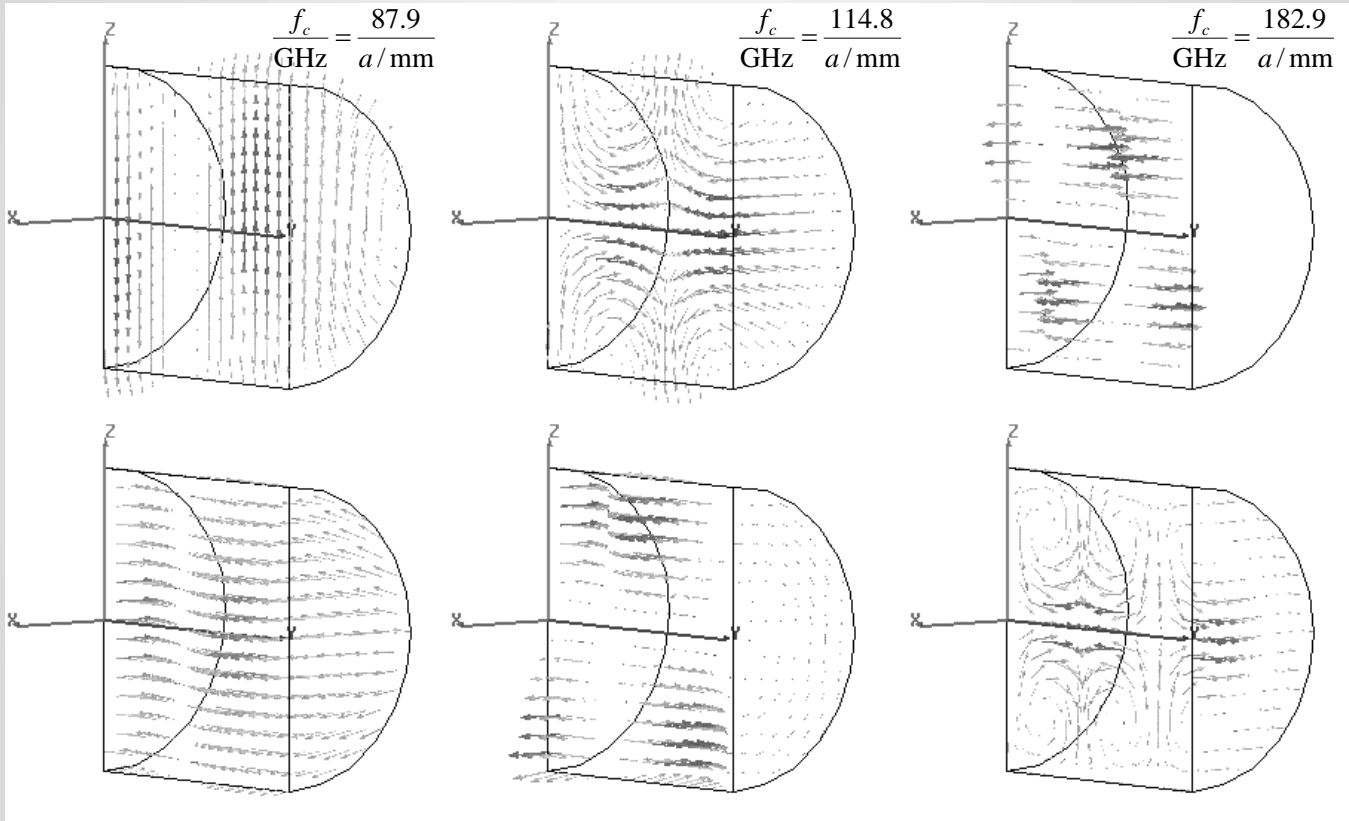 f_c/GHz = 87.9/a/mm
f_c/GHz = 114.8/a/mm
f_c/GHz = 182.9/a/mm
Z
Z
Z
X
Y
X
Y
X
Y
Z
Z
Z
X
Y
X
Y
X
Y